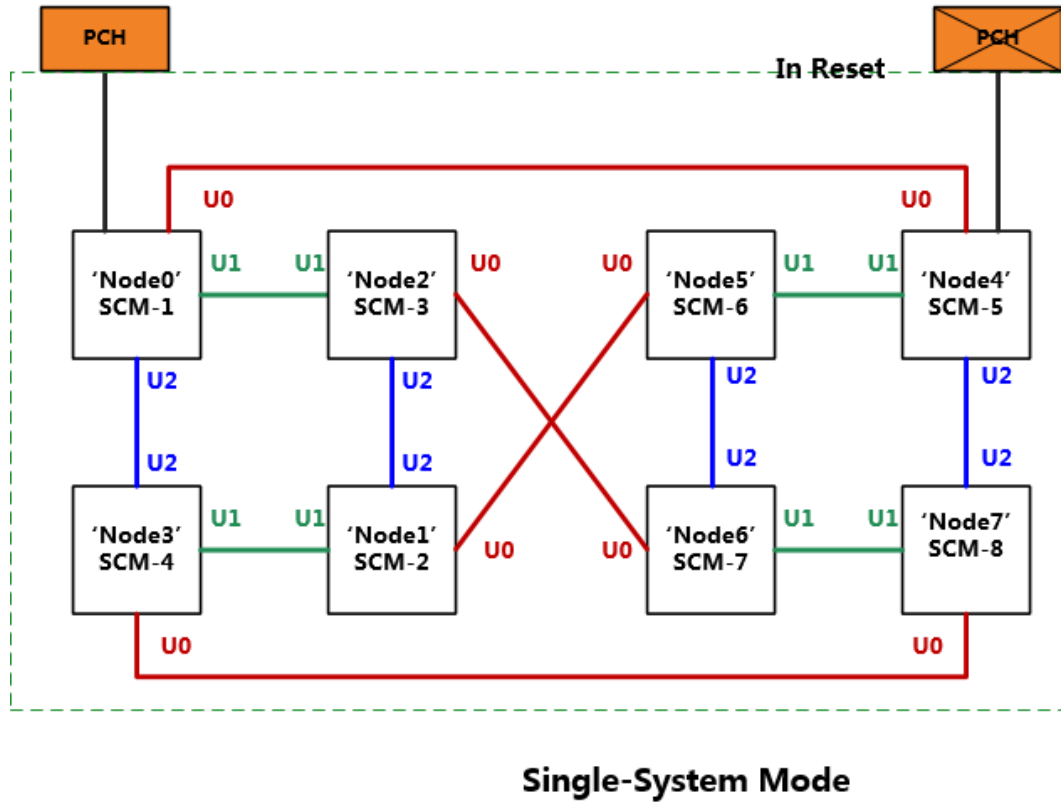 PCH
PCH
In Reset
U0
U0
‘Node0’
SCM-1
U1
U1
‘Node2’
SCM-3
U0
U0
‘Node5’
SCM-6
U1
U1
‘Node4’
SCM-5
U2
U2
U2
U2
U2
U2
U2
U2
‘Node3’
SCM-4
U1
U1
‘Node1’
SCM-2
U0
U0
‘Node6’
SCM-7
U1
U1
‘Node7’
SCM-8
U0
U0
Single-System Mode